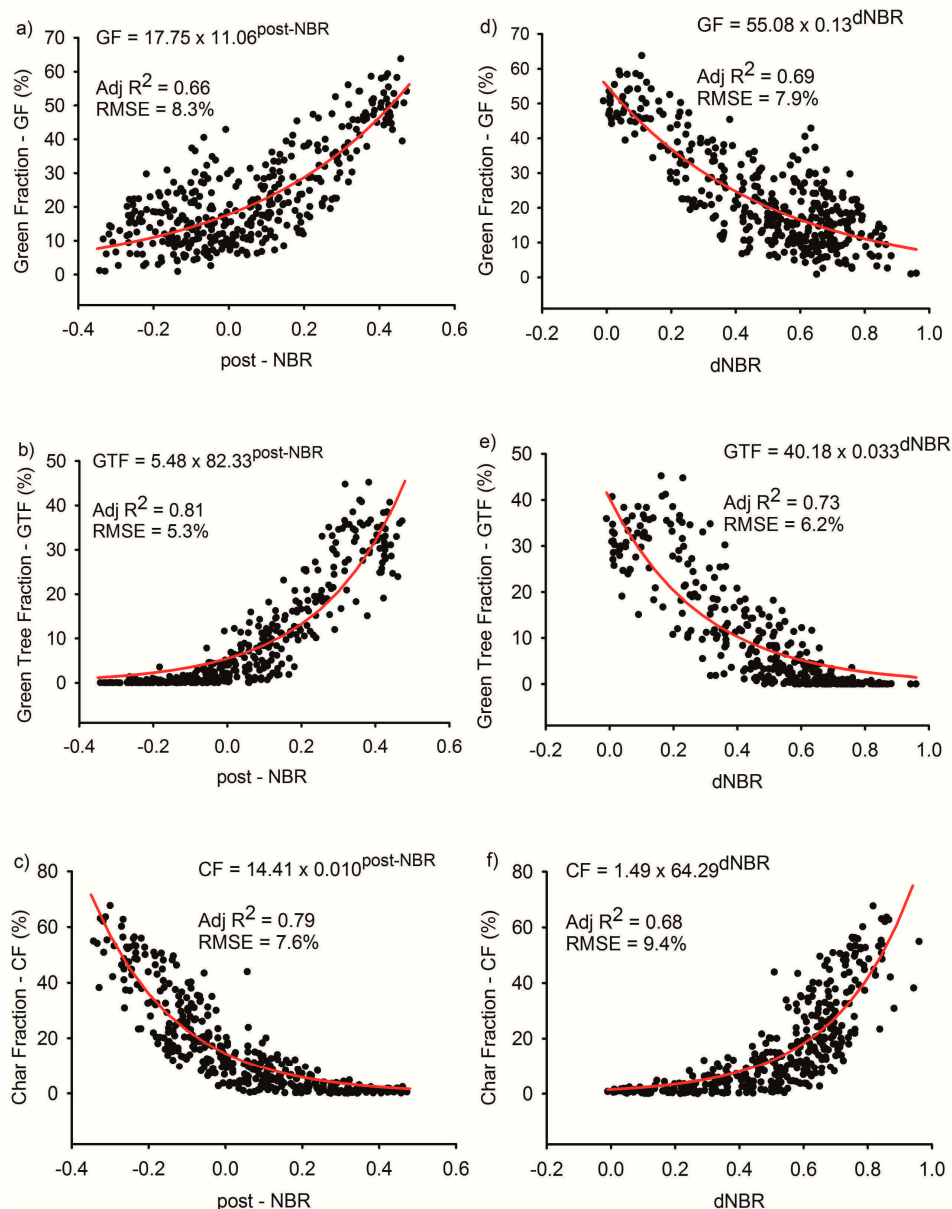 a)
GF = 17.75 x 11.06^post-NBR
Adj R² = 0.66
RMSE = 8.3%
70
60
50
40
30
20
10
0
Green Fraction - GF (%)
-0.4 -0.2 0.0 0.2 0.4 0.6
post - NBR
d)
GF = 55.08 x 0.13^dNBR
Adj R² = 0.69
RMSE = 7.9%
70
60
50
40
30
20
10
0
Green Fraction - GF (%)
-0.2 0.0 0.2 0.4 0.6 0.8 1.0
dNBR
b)
GTF = 5.48 x 82.33^post-NBR
Adj R² = 0.81
RMSE = 5.3%
50
40
30
20
10
0
Green Tree Fraction - GTF (%)
-0.4 -0.2 0.0 0.2 0.4 0.6
post - NBR
e)
GTF = 40.18 x 0.033^dNBR
Adj R² = 0.73
RMSE = 6.2%
50
40
30
20
10
0
Green Tree Fraction - GTF (%)
-0.2 0.0 0.2 0.4 0.6 0.8 1.0
dNBR
c)
CF = 14.41 x 0.010^post-NBR
Adj R² = 0.79
RMSE = 7.6%
80
60
40
20
0
Char Fraction - CF (%)
-0.4 -0.2 0.0 0.2 0.4 0.6
post - NBR
f)
CF = 1.49 x 64.29^dNBR
Adj R² = 0.68
RMSE = 9.4%
80
60
40
20
0
Char Fraction - CF (%)
-0.2 0.0 0.2 0.4 0.6 0.8 1.0
dNBR